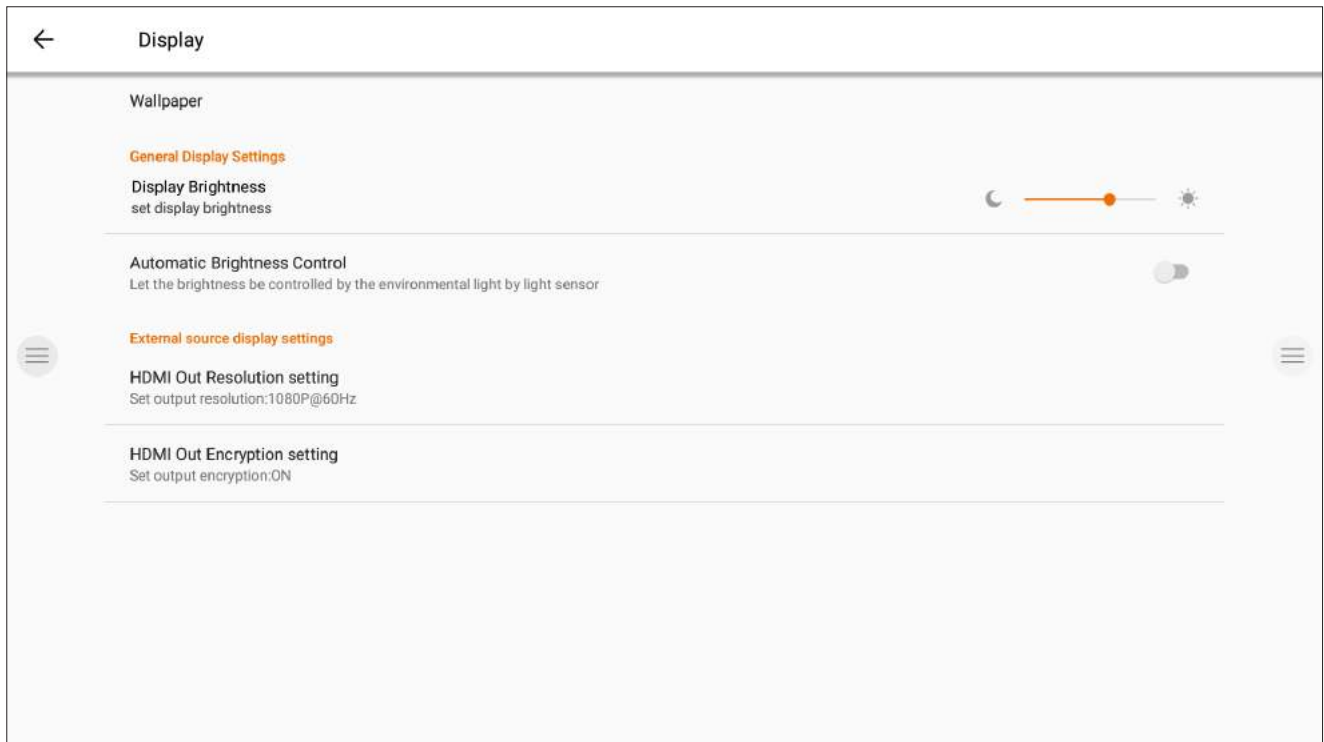 Display
Wallpaper
General Display Settings
Display Brightness
set display brightness
Automatic Brightness Control
Let the brightness be controlled by the environmental light by light sensor
External source display settings
HDMI Out Resolution setting
Set output resolution:1080P@60Hz
HDMI Out Encryption setting
Set output encryption:ON